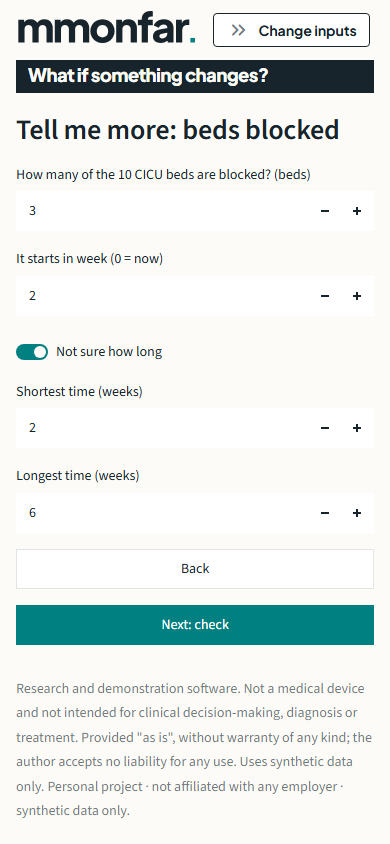 mmonfar.
Change inputs
What if something changes?
Tell me more: beds blocked
How many of the 10 CICU beds are blocked? (beds)
3
It starts in week (0 = now)
2
Not sure how long
Shortest time (weeks)
2
Longest time (weeks)
6
Back
Next: check
Research and demonstration software. Not a medical device
and not intended for clinical decision-making, diagnosis or
treatment. Provided "as is", without warranty of any kind; the
author accepts no liability for any use. Uses synthetic data
only. Personal project · not affiliated with any employer ·
synthetic data only.